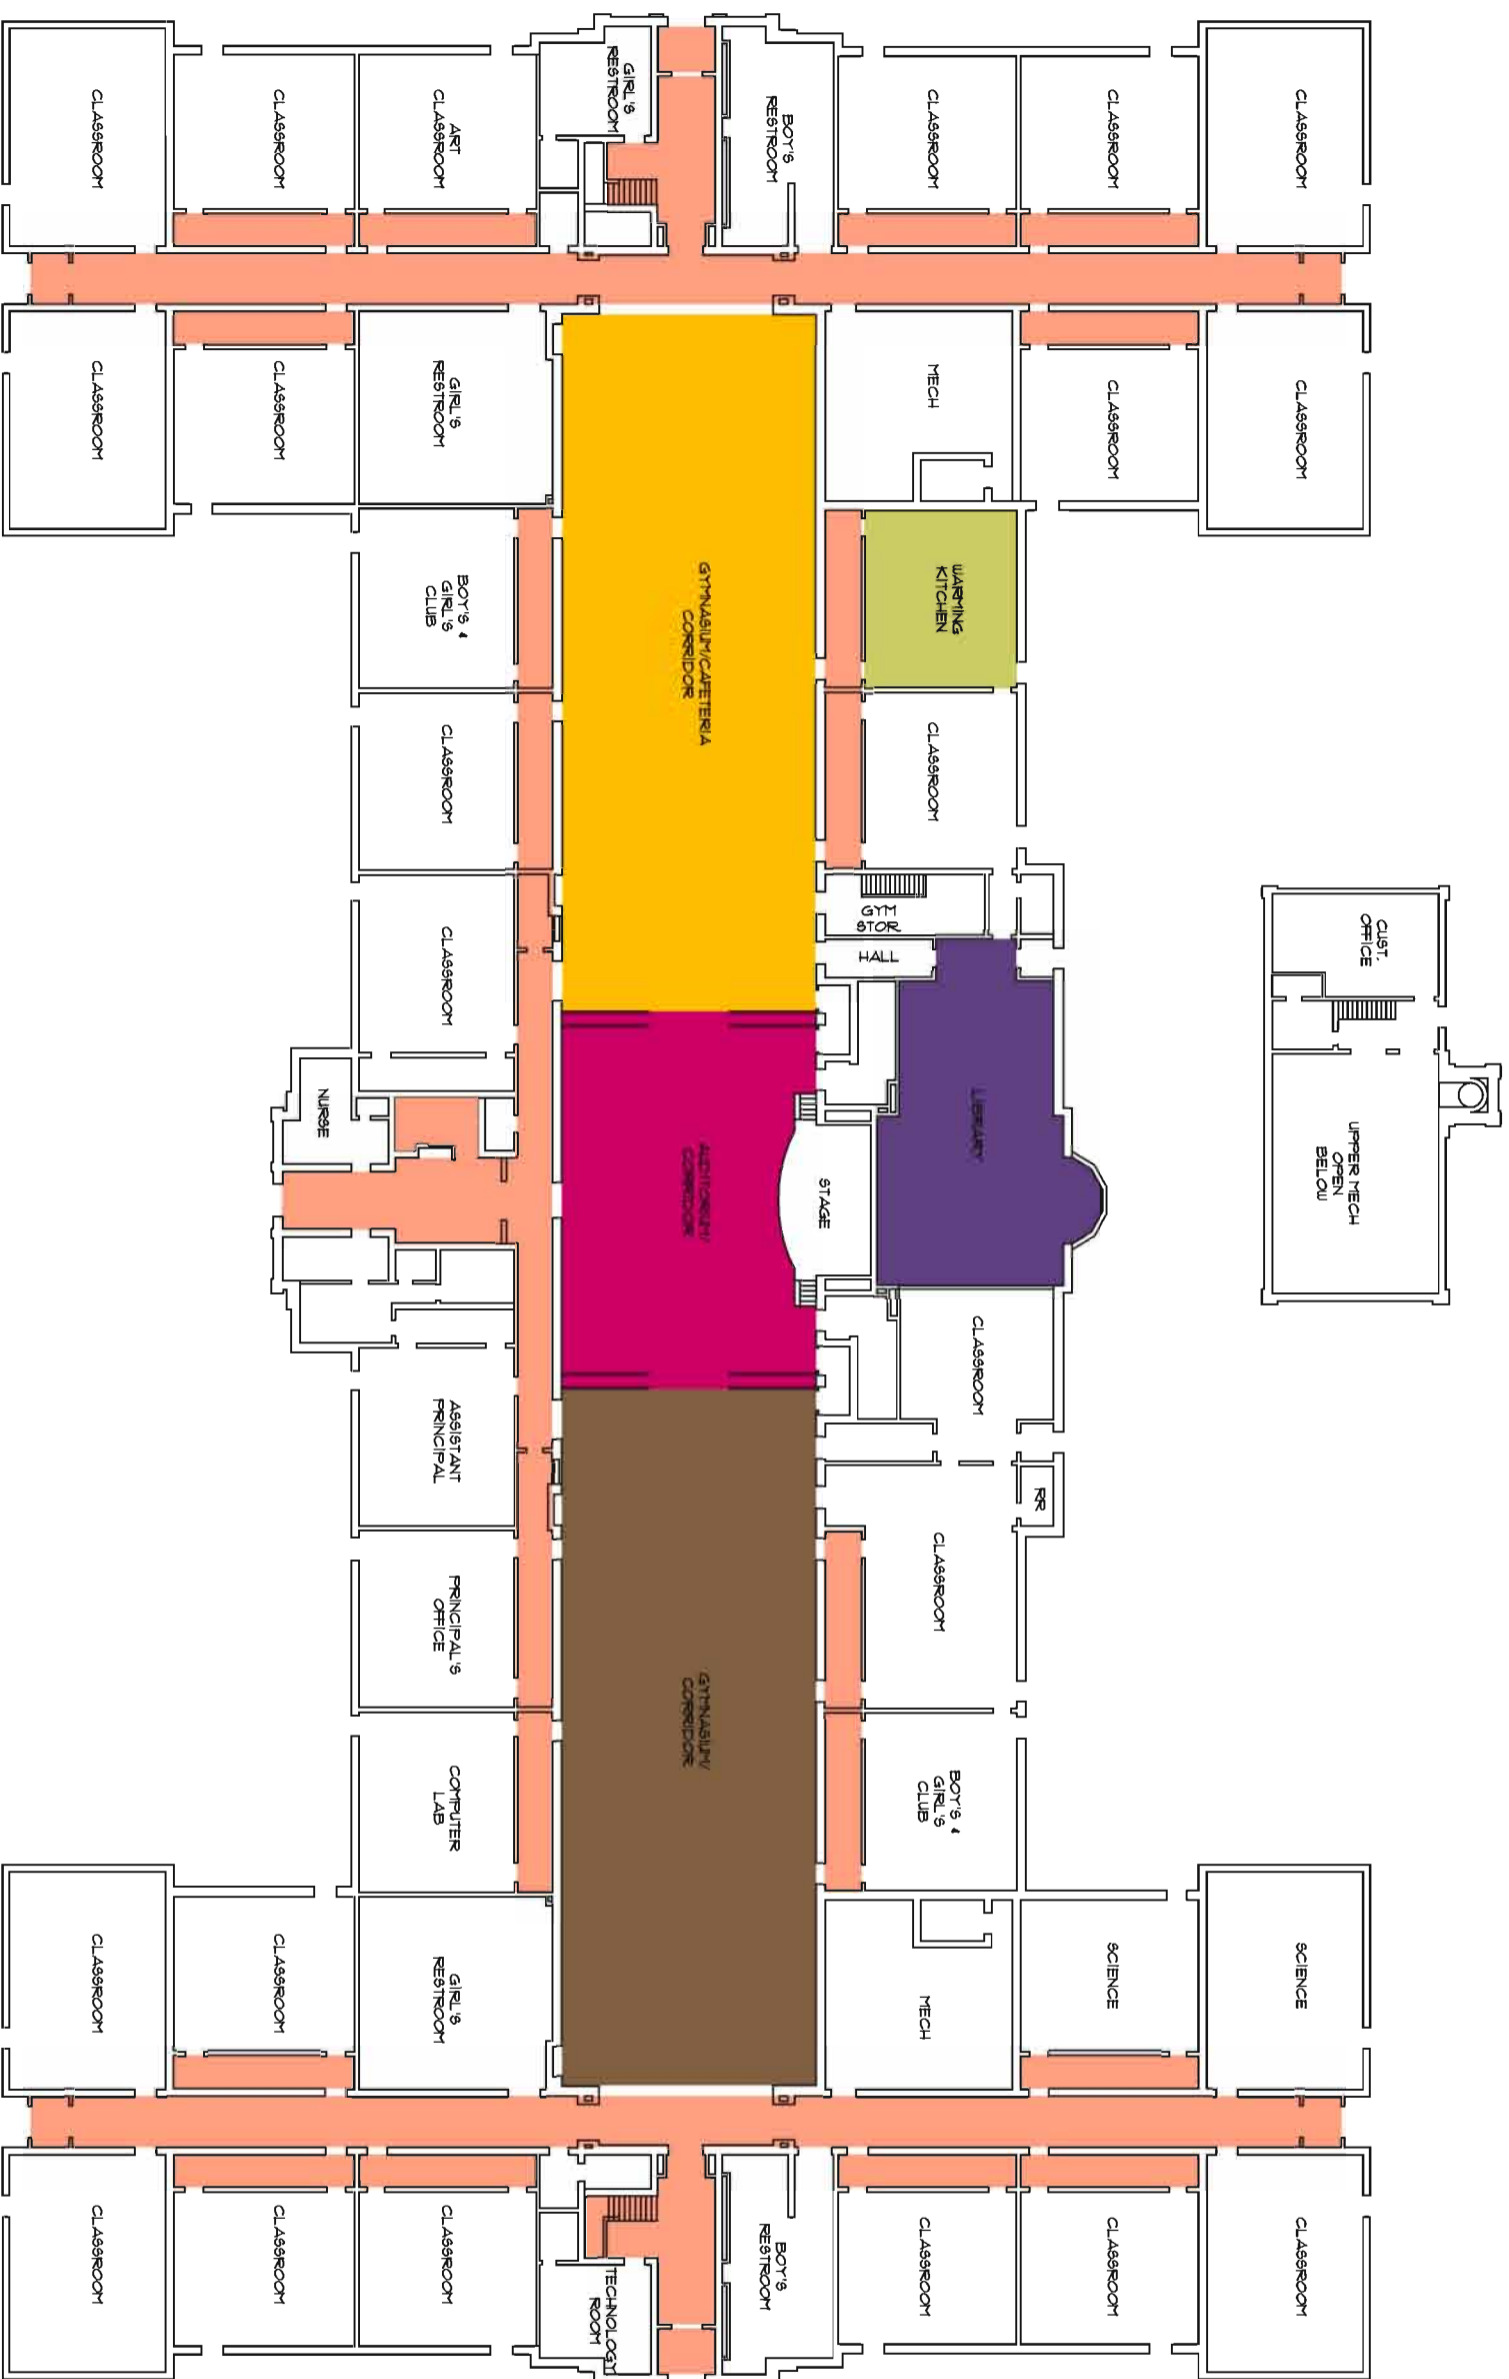 CLASSROOM
CLASSROOM
ART
CLASSROOM
GIRL'S
RESTROOM
BOY'S
RESTROOM
CLASSROOM
CLASSROOM
CLASSROOM
CLASSROOM
CLASSROOM
GIRL'S
RESTROOM
MECH
CLASSROOM
CLASSROOM
BOY'S &
GIRL'S
CLUB
GYMNASIUM/CAFETERIA
CORRIDOR
WARMING
KITCHEN
CLASSROOM
CLASSROOM
CLASSROOM
GYM
STOR.
HALL
CUST.
OFFICE
NURSE
AUDITORIUM/
CORRIDOR
STAGE
LIBRARY
UPPER MECH
OPEN
BELOW
ASSISTANT
PRINCIPAL
CLASSROOM
RR
PRINCIPAL'S
OFFICE
CLASSROOM
COMPUTER
LAB
GYMNASIUM/
CORRIDOR
BOY'S &
GIRL'S
CLUB
CLASSROOM
CLASSROOM
GIRL'S
RESTROOM
MECH
SCIENCE
SCIENCE
CLASSROOM
CLASSROOM
CLASSROOM
TECHNOLOGY
ROOM
BOY'S
RESTROOM
CLASSROOM
CLASSROOM
CLASSROOM